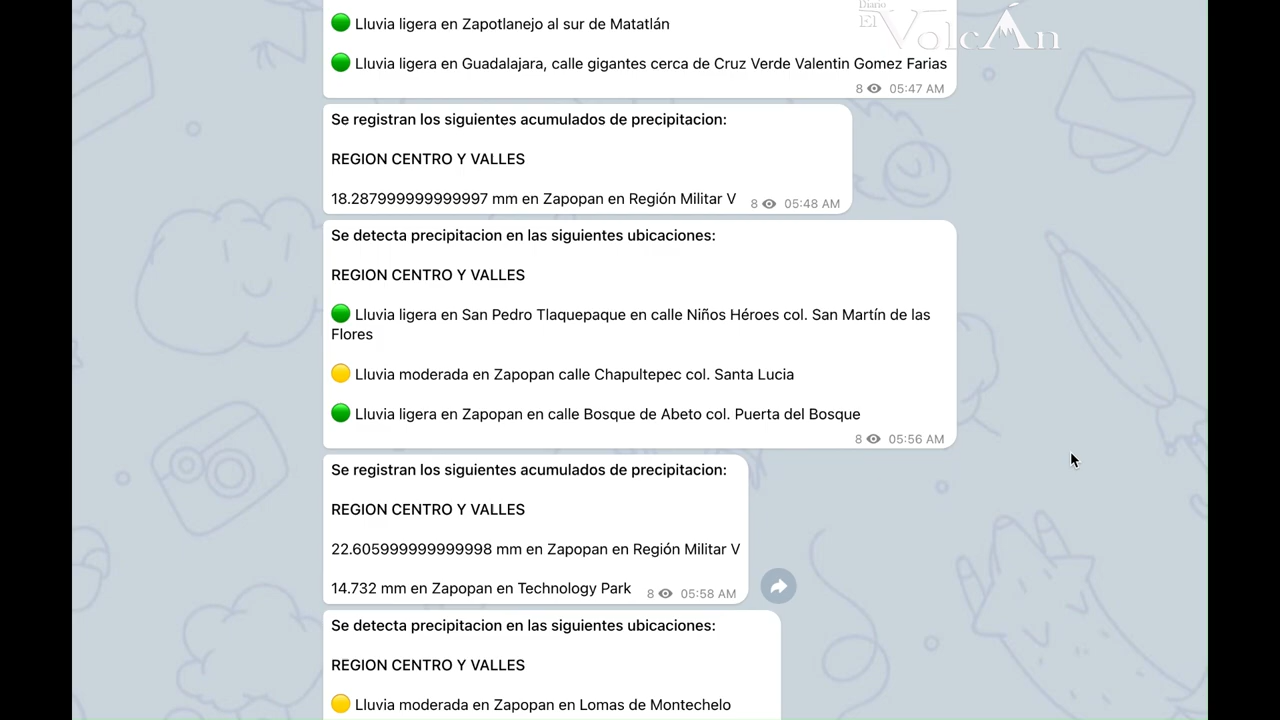 Diario
El Volcán
Lluvia ligera en Zapotlanejo al sur de Matatlán
Lluvia ligera en Guadalajara, calle gigantes cerca de Cruz Verde Valentin Gomez Farias
8 05:47 AM
Se registran los siguientes acumulados de precipitacion:
REGION CENTRO Y VALLES
18.287999999999997 mm en Zapopan en Región Militar V
8 05:48 AM
Se detecta precipitacion en las siguientes ubicaciones:
REGION CENTRO Y VALLES
Lluvia ligera en San Pedro Tlaquepaque en calle Niños Héroes col. San Martín de las
Flores
Lluvia moderada en Zapopan calle Chapultepec col. Santa Lucia
Lluvia ligera en Zapopan en calle Bosque de Abeto col. Puerta del Bosque
8 05:56 AM
Se registran los siguientes acumulados de precipitacion:
REGION CENTRO Y VALLES
22.605999999999998 mm en Zapopan en Región Militar V
14.732 mm en Zapopan en Technology Park
8 05:58 AM
Se detecta precipitacion en las siguientes ubicaciones:
REGION CENTRO Y VALLES
Lluvia moderada en Zapopan en Lomas de Montechelo